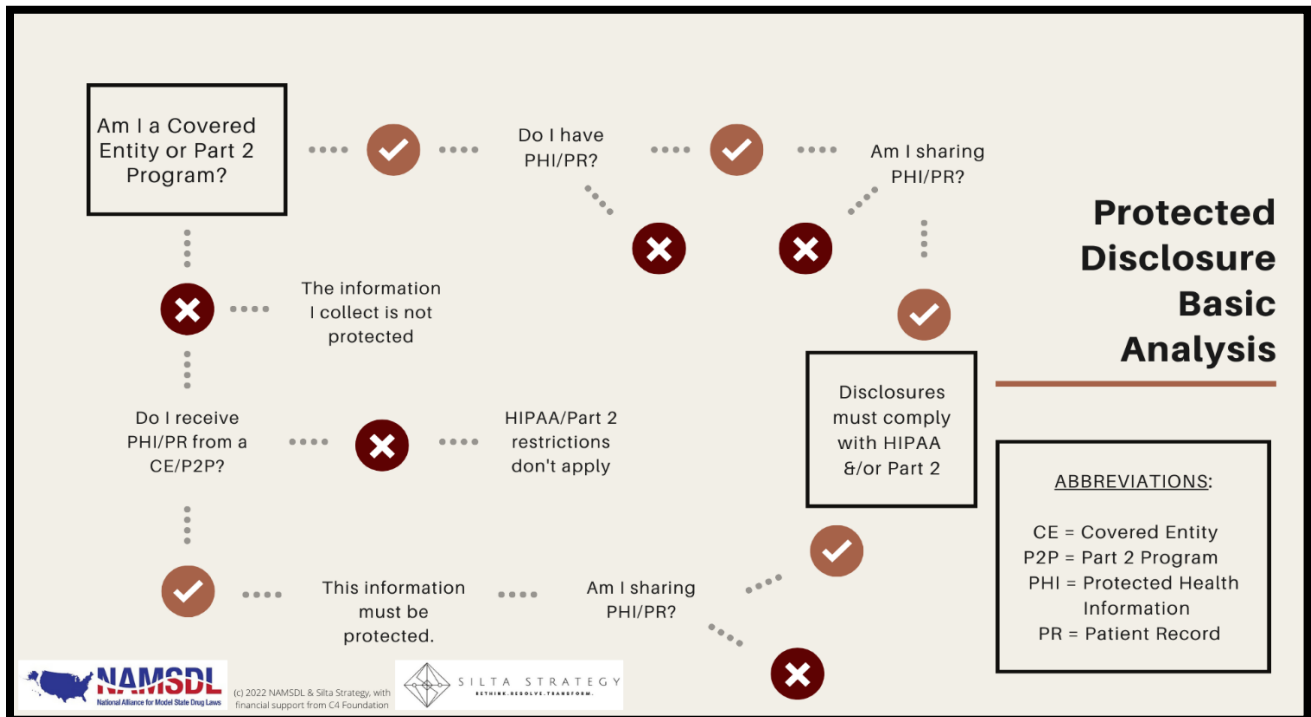 Am I a Covered
Entity or Part 2
Program?
Do I have
PHI/PR?
Am I sharing
PHI/PR?
Protected
Disclosure
Basic
Analysis
The information
I collect is not
protected
Do I receive
PHI/PR from a
CE/P2P?
HIPAA/Part 2
restrictions
don't apply
Disclosures
must comply
with HIPAA
&/or Part 2
ABBREVIATIONS:
CE = Covered Entity
P2P = Part 2 Program
PHI = Protected Health
Information
PR = Patient Record
This information
must be
protected.
Am I sharing
PHI/PR?
NAMSDL
National Alliance for Model State Drug Laws
(c) 2022 NAMSDL & Silta Strategy, with
financial support from C4 Foundation
SILTA STRATEGY
RETHINK.RESOLVE.TRANSFORM.